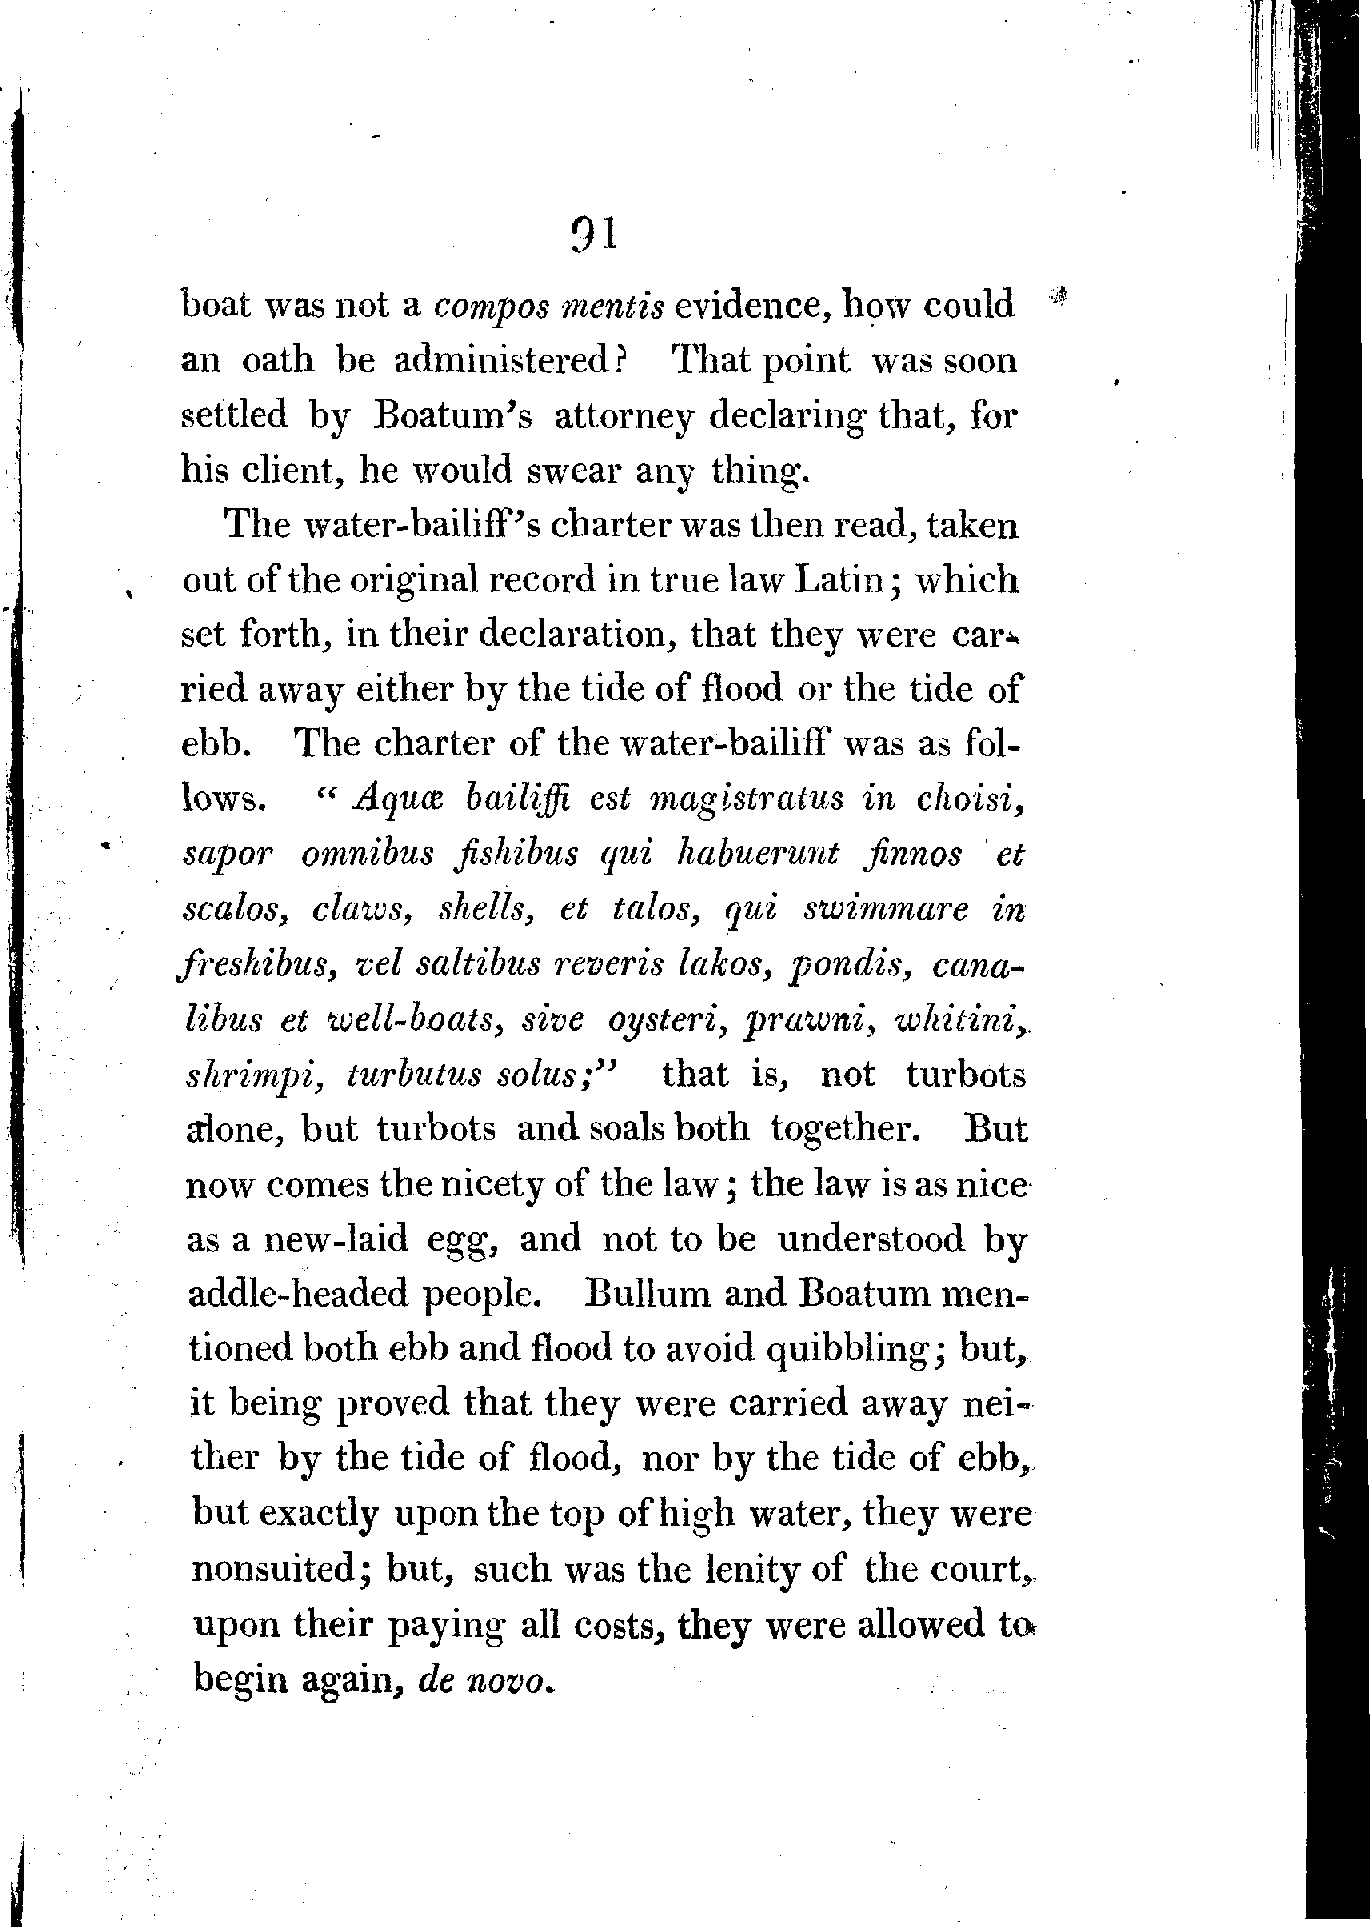 91
boat was not a compos mentis evidence, how could
an oath be administered? That point was soon
settled by Boatum's attorney declaring that, for
his client, he would swear any thing.
The water-bailiff's charter was then read, taken
out of the original record in true law Latin; which
set forth, in their declaration, that they were car-
ried away either by the tide of flood or the tide of
ebb. The charter of the water-bailiff was as fol-
lows. “ Aquæ bailiffi est magistratus in choisi,
sapor omnibus fishibus qui habuerunt finnos et
scalos, claws, shells, et talos, qui swimmare in
freshibus, vel saltibus reveris lakos, pondis, cana-
libus et well-boats, sive oysteri, prawni, whitini,
shrimpi, turbutus solus;” that is, not turbots
alone, but turbots and soals both together. But
now comes the nicety of the law; the law is as nice
as a new-laid egg, and not to be understood by
addle-headed people. Bullum and Boatum men-
tioned both ebb and flood to avoid quibbling; but,
it being proved that they were carried away nei-
ther by the tide of flood, nor by the tide of ebb,
but exactly upon the top of high water, they were
nonsuited; but, such was the lenity of the court,
upon their paying all costs, they were allowed to
begin again, de novo.